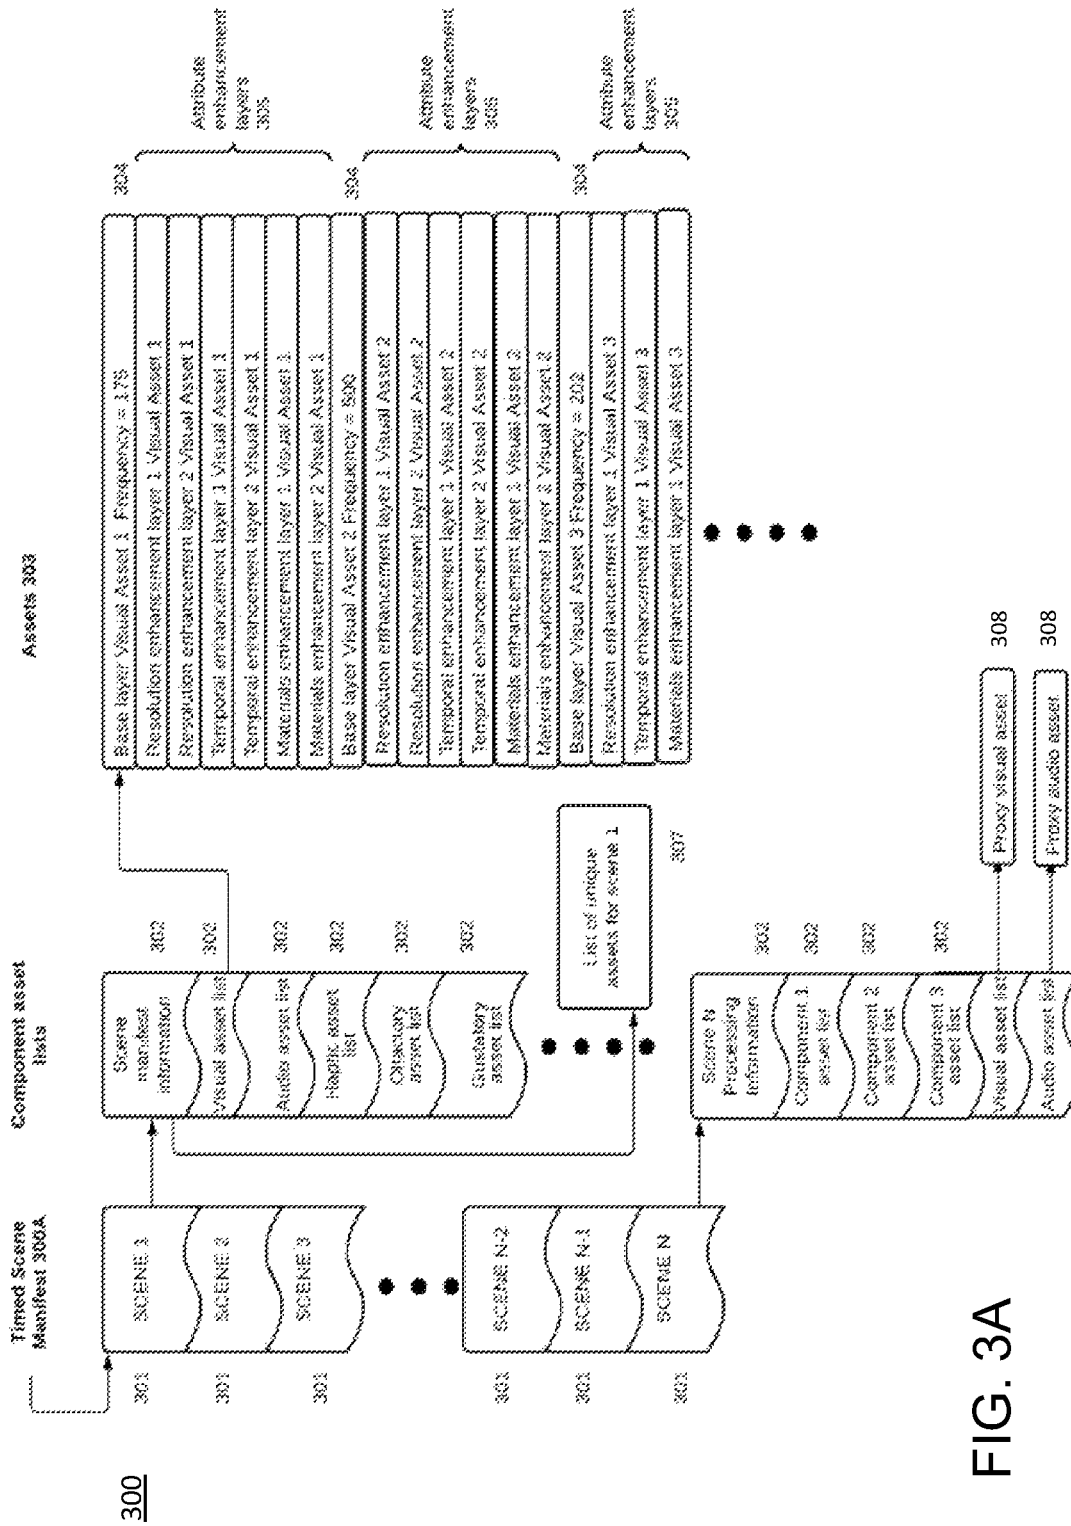 300
Timed Scene
Manifest 300A
301
SCENE 1
301
SCENE 2
301
SCENE 3
301
SCENE N-2
301
SCENE N-1
301
SCENE N
Component asset
lists
Scene
manifest
information
302
Visual asset list
302
Audio asset list
302
Haptic asset
list
302
Olfactory
asset list
302
Gustatory
asset list
302
List of unique
assets for scene 1
307
Scene N
Processing
Information
302
Component 1
asset list
302
Component 2
asset list
302
Component 3
asset list
302
Visual asset list
Audio asset list
Proxy visual asset
308
Proxy audio asset
308
Assets 303
Base layer Visual Asset 1 Frequency = 175
304
Resolution enhancement layer 1 Visual Asset 1
Resolution enhancement layer 2 Visual Asset 1
Temporal enhancement layer 1 Visual Asset 1
Temporal enhancement layer 2 Visual Asset 1
Materials enhancement layer 1 Visual Asset 1
Materials enhancement layer 2 Visual Asset 1
Attribute
enhancement
layers
305
Base layer Visual Asset 2 Frequency = 500
304
Resolution enhancement layer 1 Visual Asset 2
Resolution enhancement layer 2 Visual Asset 2
Temporal enhancement layer 1 Visual Asset 2
Temporal enhancement layer 2 Visual Asset 2
Materials enhancement layer 1 Visual Asset 2
Materials enhancement layer 2 Visual Asset 2
Attribute
enhancement
layers
305
Base layer Visual Asset 3 Frequency = 202
304
Resolution enhancement layer 1 Visual Asset 3
Temporal enhancement layer 1 Visual Asset 3
Materials enhancement layer 1 Visual Asset 3
Attribute
enhancement
layers
305
FIG. 3A